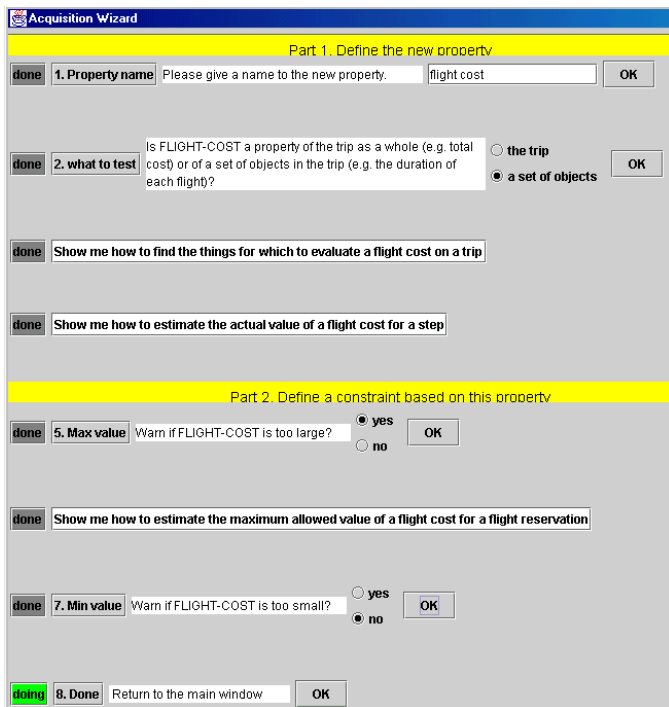 Acquisition Wizard
Part 1. Define the new property
done 1. Property name Please give a name to the new property. flight cost OK
Is FLIGHT-COST a property of the trip as a whole (e.g. total
done 2. what to test cost) or of a set of objects in the trip (e.g. the duration of
each flight)?
the trip
a set of objects
OK
done Show me how to find the things for which to evaluate a flight cost on a trip
done Show me how to estimate the actual value of a flight cost for a step
Part 2. Define a constraint based on this property
done 5. Max value Warn if FLIGHT-COST is too large?
yes
no
OK
done Show me how to estimate the maximum allowed value of a flight cost for a flight reservation
done 7. Min value Warn if FLIGHT-COST is too small?
yes
no
OK
doing 8. Done Return to the main window OK